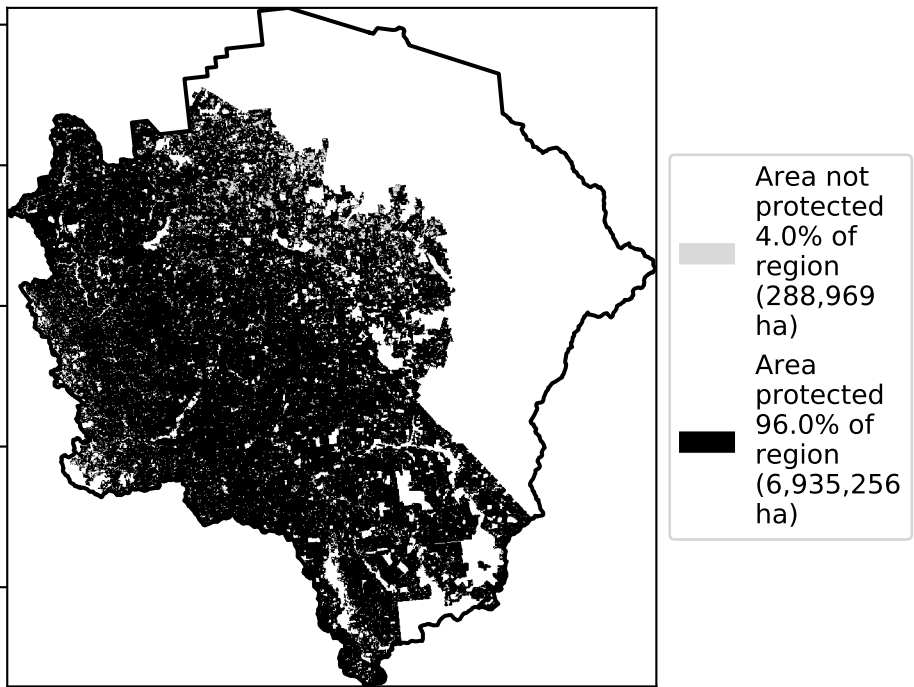 Area not
protected
4.0% of
region
(288,969
ha)
Area
protected
96.0% of
region
(6,935,256
ha)